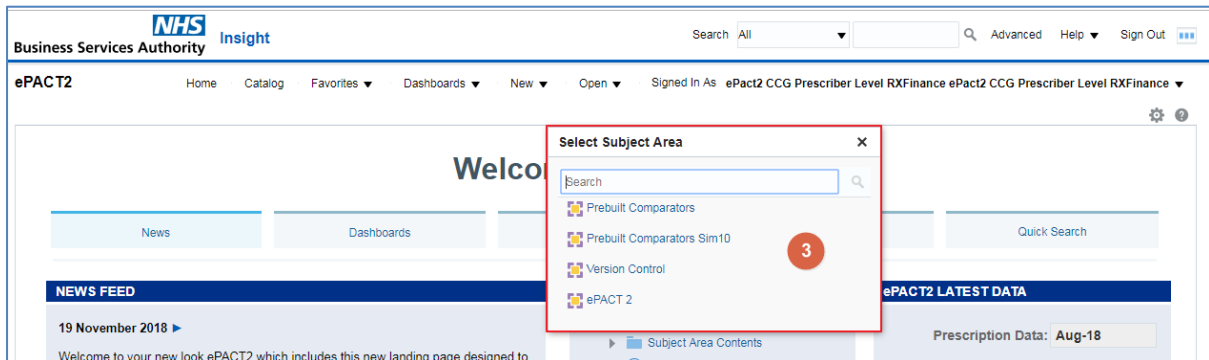 NHS
Business Services Authority
Insight
Search All
Advanced Help Sign Out
ePACT2
Home Catalog Favorites Dashboards New Open Signed In As ePact2 CCG Prescriber Level RXFinance ePact2 CCG Prescriber Level RXFinance
Select Subject Area
Search
Prebuilt Comparators
Prebuilt Comparators Sim10
Version Control
ePACT 2
3
Welco
News Dashboards Quick Search
NEWS FEED
19 November 2018
Welcome to your new look ePACT2 which includes this new landing page designed to
Subject Area Contents
ePACT2 LATEST DATA
Prescription Data: Aug-18